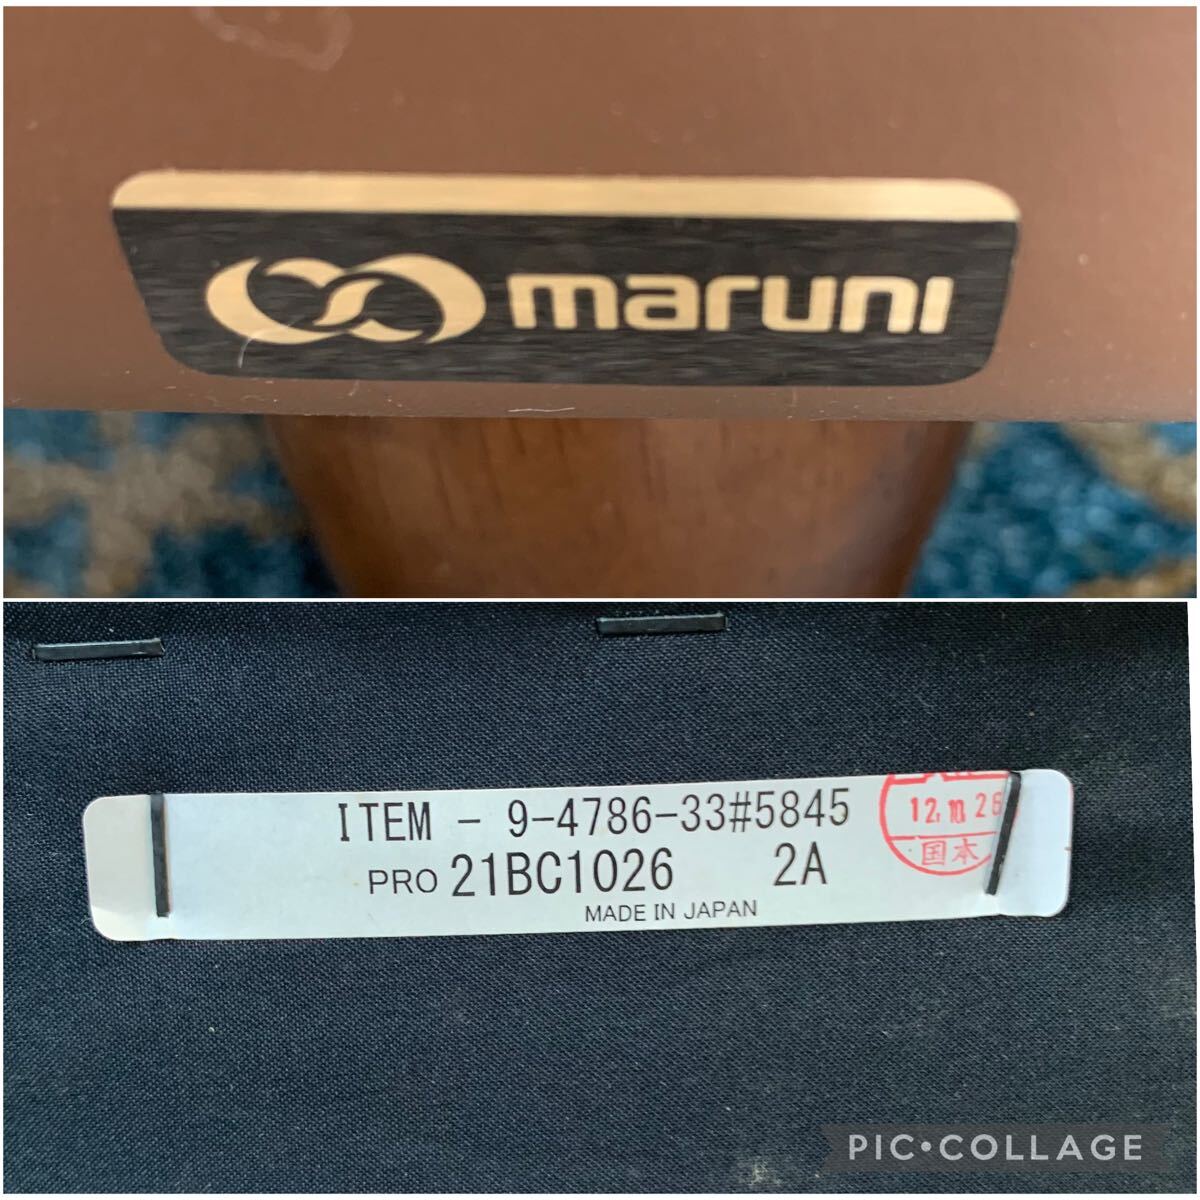 maruni
ITEM - 9-4786-33#5845
PRO 21BC1026 2A
MADE IN JAPAN
12.10.26
国本
PIC•COLLAGE